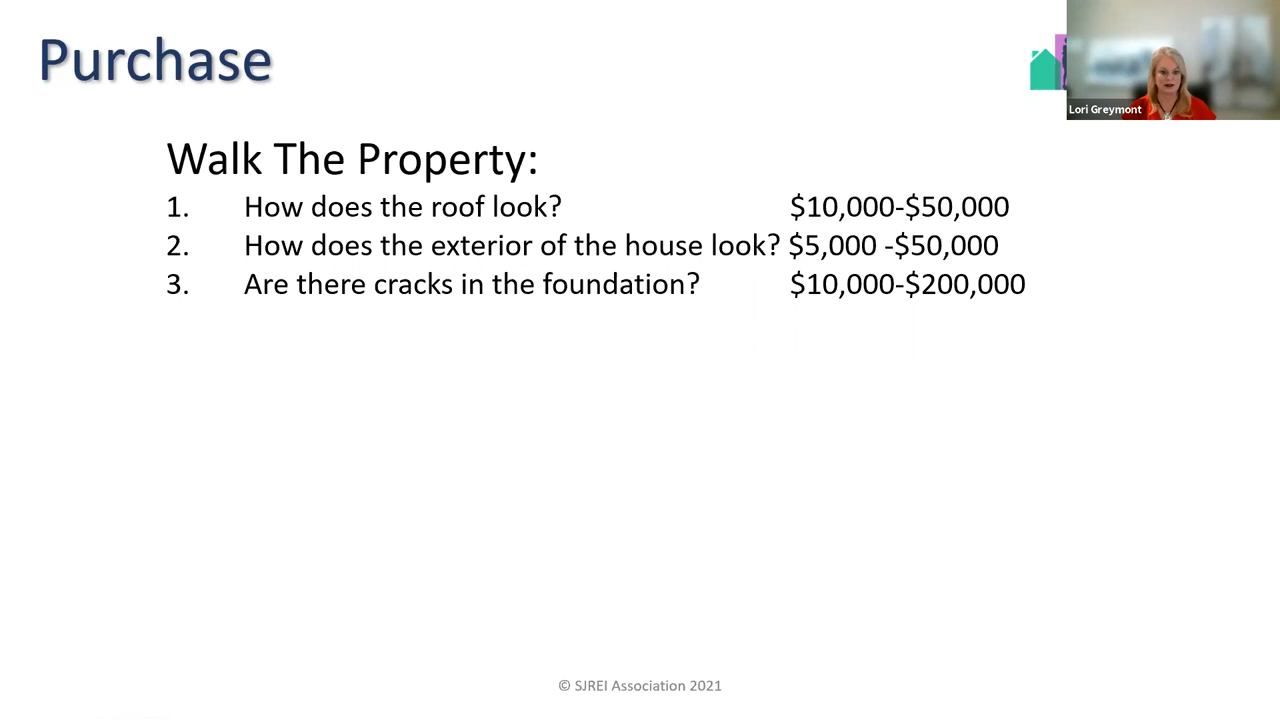 Purchase
Lori Greymont
Walk The Property:
1. How does the roof look? $10,000-$50,000
2. How does the exterior of the house look? $5,000 -$50,000
3. Are there cracks in the foundation? $10,000-$200,000
© SJREI Association 2021